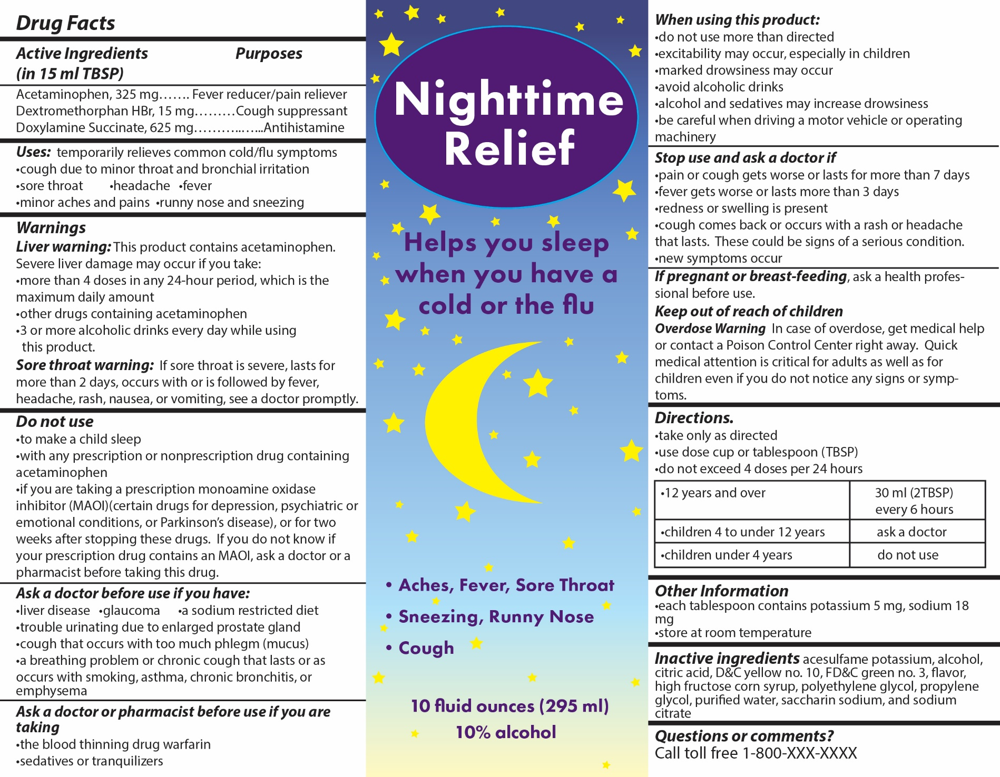 Drug Facts
Active Ingredients Purposes
(in 15 ml TBSP)
Acetaminophen, 325 mg……. Fever reducer/pain reliever
Dextromethorphan HBr, 15 mg………Cough suppressant
Doxylamine Succinate, 625 mg………..…...Antihistamine
Uses: temporarily relieves common cold/flu symptoms
•cough due to minor throat and bronchial irritation
•sore throat •headache •fever
•minor aches and pains •runny nose and sneezing
Warnings
Liver warning: This product contains acetaminophen.
Severe liver damage may occur if you take:
•more than 4 doses in any 24-hour period, which is the
maximum daily amount
•other drugs containing acetaminophen
•3 or more alcoholic drinks every day while using
this product.
Sore throat warning: If sore throat is severe, lasts for
more than 2 days, occurs with or is followed by fever,
headache, rash, nausea, or vomiting, see a doctor promptly.
Do not use
•to make a child sleep
•with any prescription or nonprescription drug containing
acetaminophen
•if you are taking a prescription monoamine oxidase
inhibitor (MAOI)(certain drugs for depression, psychiatric or
emotional conditions, or Parkinson's disease), or for two
weeks after stopping these drugs. If you do not know if
your prescription drug contains an MAOI, ask a doctor or a
pharmacist before taking this drug.
Ask a doctor before use if you have:
•liver disease •glaucoma •a sodium restricted diet
•trouble urinating due to enlarged prostate gland
•cough that occurs with too much phlegm (mucus)
•a breathing problem or chronic cough that lasts or as
occurs with smoking, asthma, chronic bronchitis, or
emphysema
Ask a doctor or pharmacist before use if you are
taking
•the blood thinning drug warfarin
•sedatives or tranquilizers
Nighttime
Relief
Helps you sleep
when you have a
cold or the flu
• Aches, Fever, Sore Throat
• Sneezing, Runny Nose
• Cough
10 fluid ounces (295 ml)
10% alcohol
When using this product:
•do not use more than directed
•excitability may occur, especially in children
•marked drowsiness may occur
•avoid alcoholic drinks
•alcohol and sedatives may increase drowsiness
•be careful when driving a motor vehicle or operating
machinery
Stop use and ask a doctor if
•pain or cough gets worse or lasts for more than 7 days
•fever gets worse or lasts more than 3 days
•redness or swelling is present
•cough comes back or occurs with a rash or headache
that lasts. These could be signs of a serious condition.
•new symptoms occur
If pregnant or breast-feeding, ask a health profes-
sional before use.
Keep out of reach of children
Overdose Warning In case of overdose, get medical help
or contact a Poison Control Center right away. Quick
medical attention is critical for adults as well as for
children even if you do not notice any signs or symp-
toms.
Directions.
•take only as directed
•use dose cup or tablespoon (TBSP)
•do not exceed 4 doses per 24 hours
•12 years and over 30 ml (2TBSP)
every 6 hours
•children 4 to under 12 years ask a doctor
•children under 4 years do not use
Other Information
•each tablespoon contains potassium 5 mg, sodium 18
mg
•store at room temperature
Inactive ingredients acesulfame potassium, alcohol,
citric acid, D&C yellow no. 10, FD&C green no. 3, flavor,
high fructose corn syrup, polyethylene glycol, propylene
glycol, purified water, saccharin sodium, and sodium
citrate
Questions or comments?
Call toll free 1-800-XXX-XXXX